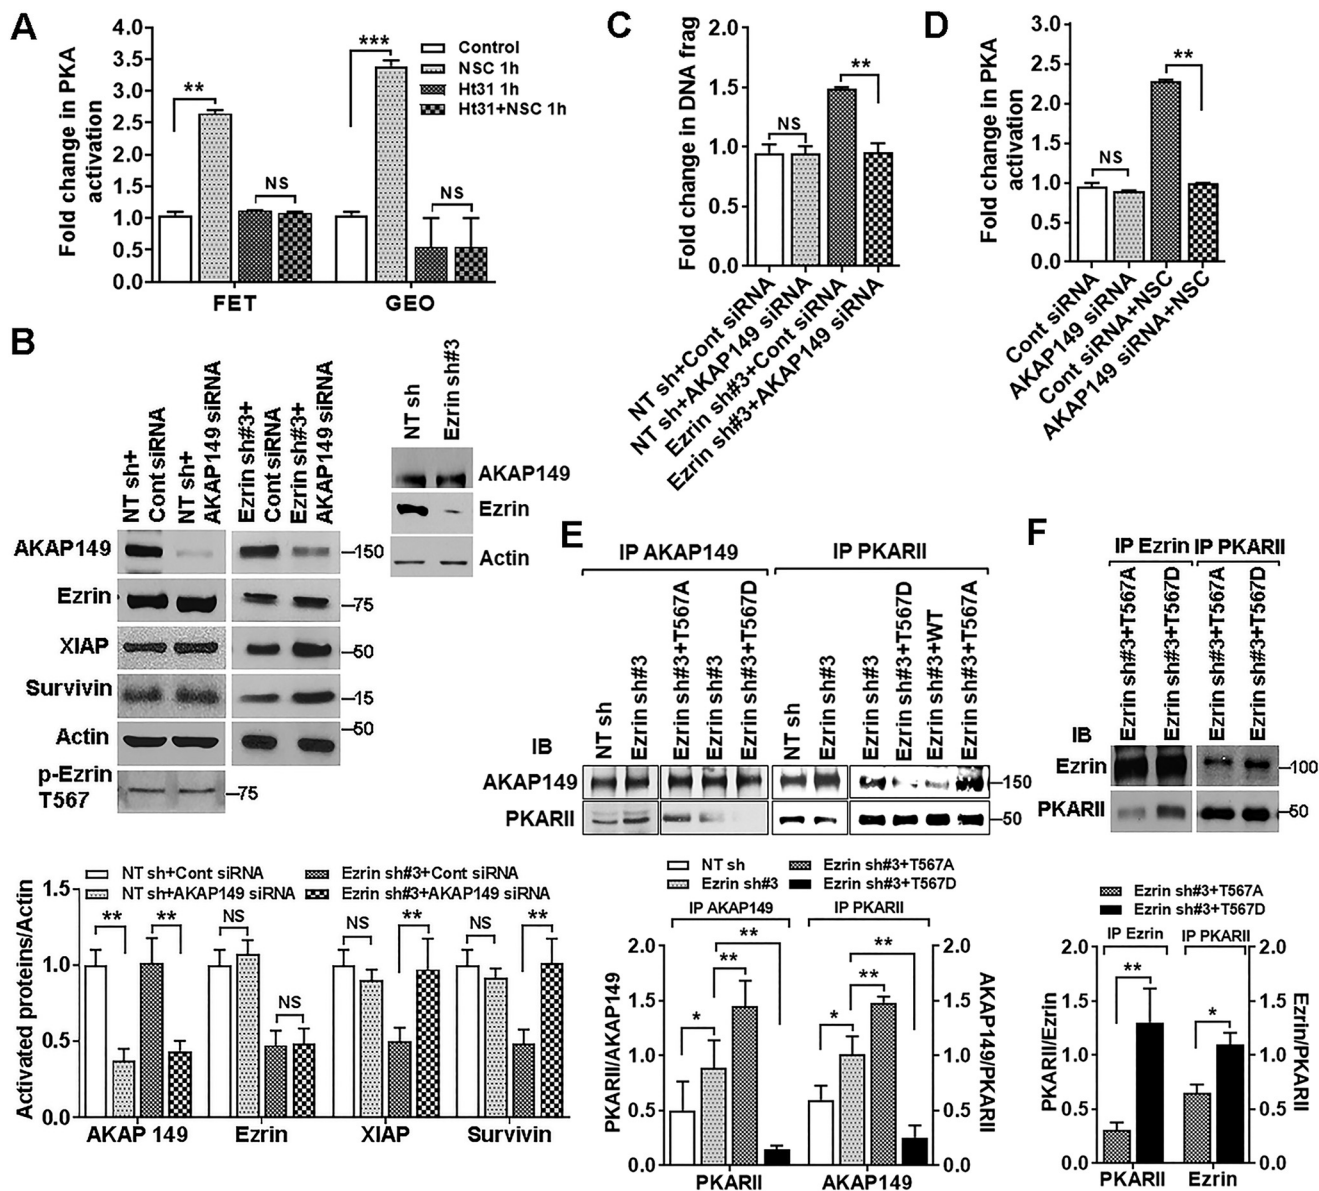 A
Fold change in PKA
activation
4.0
3.5
3.0
2.5
2.0
1.5
1.0
0.5
0.0
**
***
NS
NS
Control
NSC 1h
Ht31 1h
Ht31+NSC 1h
FET
GEO
C
Fold change in DNA frag
2.0
1.5
1.0
0.5
0.0
NS
**
NT sh+Cont siRNA
NT sh+AKAP149 siRNA
Ezrin sh#3+Cont siRNA
Ezrin sh#3+AKAP149 siRNA
D
Fold change in PKA
activation
3.0
2.5
2.0
1.5
1.0
0.5
0.0
NS
**
Cont siRNA
AKAP149 siRNA
Cont siRNA+NSC
AKAP149 siRNA+NSC
B
NT sh+
Cont siRNA
NT sh+
AKAP149 siRNA
Ezrin sh#3+
Cont siRNA
Ezrin sh#3+
AKAP149 siRNA
AKAP149
150
Ezrin
75
XIAP
50
Survivin
15
50
Actin
p-Ezrin
T567
75
NT sh
Ezrin sh#3
AKAP149
Ezrin
Actin
NT sh+Cont siRNA
NT sh+AKAP149 siRNA
Ezrin sh#3+Cont siRNA
Ezrin sh#3+AKAP149 siRNA
Activated proteins/Actin
1.5
1.0
0.5
0.0
**
**
NS
NS
NS
**
NS
**
AKAP 149
Ezrin
XIAP
Survivin
E
IP AKAP149
IP PKARII
NT sh
Ezrin sh#3
Ezrin sh#3+T567A
Ezrin sh#3
Ezrin sh#3+T567D
NT sh
Ezrin sh#3
Ezrin sh#3
Ezrin sh#3+T567D
Ezrin sh#3+WT
Ezrin sh#3+T567A
IB
AKAP149
150
PKARII
50
NT sh
Ezrin sh#3
Ezrin sh#3+T567A
Ezrin sh#3+T567D
IP AKAP149
IP PKARII
PKARII/AKAP149
2.0
1.5
1.0
0.5
0.0
*
**
**
*
**
**
2.0
1.5
1.0
0.5
0.0
AKAP149/PKARII
PKARII
AKAP149
F
IP Ezrin
IP PKARII
Ezrin sh#3+T567A
Ezrin sh#3+T567D
Ezrin sh#3+T567A
Ezrin sh#3+T567D
IB
Ezrin
100
PKARII
50
Ezrin sh#3+T567A
Ezrin sh#3+T567D
IP Ezrin
IP PKARII
PKARII/Ezrin
2.0
1.5
1.0
0.5
0.0
**
*
2.0
1.5
1.0
0.5
0.0
Ezrin/PKARII
PKARII
Ezrin